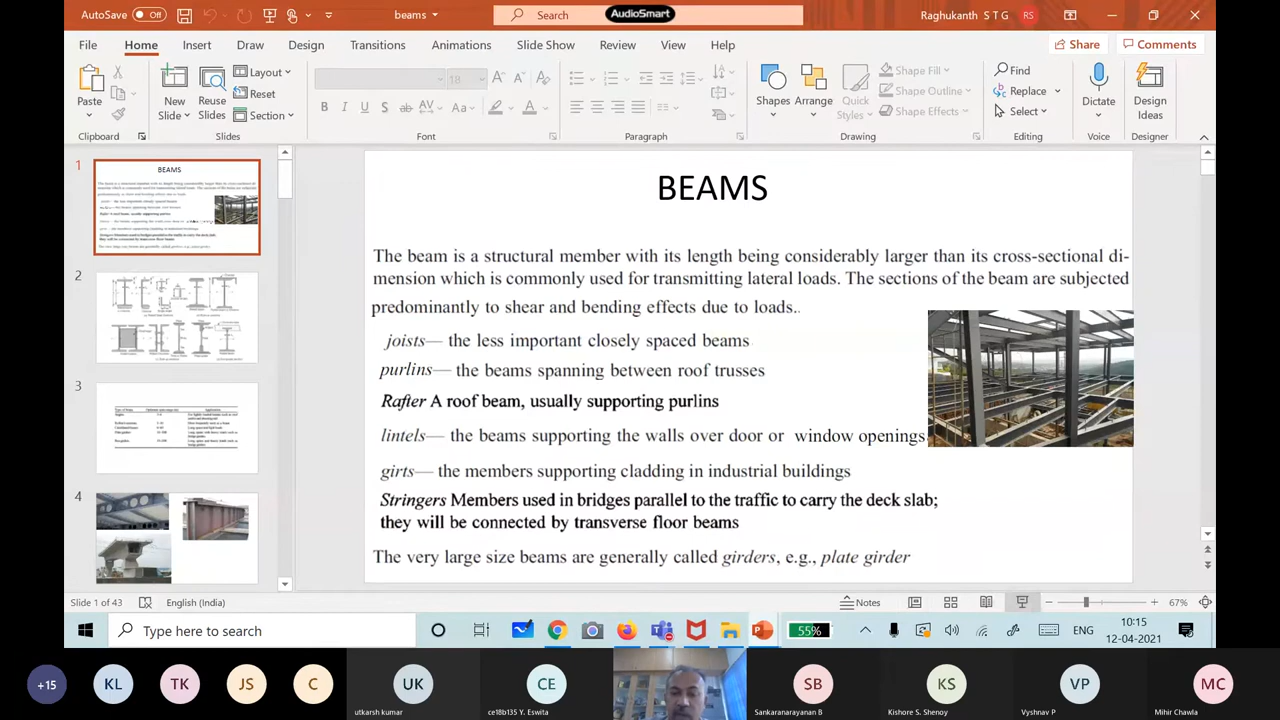 AutoSave Off beams Search AudioSmart Raghukanth S T G RS
File Home Insert Draw Design Transitions Animations Slide Show Review View Help Share Comments
Paste New Slide Reuse Slides Layout Reset Section 18 Shapes Arrange Quick Styles Shape Fill Shape Outline Shape Effects Find Replace Select Dictate Design Ideas
Clipboard Slides Font Paragraph Drawing Editing Voice Designer
1
BEAMS
2
3
4
BEAMS
The beam is a structural member with its length being considerably larger than its cross-sectional di-
mension which is commonly used for transmitting lateral loads. The sections of the beam are subjected
predominantly to shear and bending effects due to loads..
joists— the less important closely spaced beams
purlins— the beams spanning between roof trusses
Rafter A roof beam, usually supporting purlins
lintels— the beams supporting the walls over door or window openings
girts— the members supporting cladding in industrial buildings
Stringers Members used in bridges parallel to the traffic to carry the deck slab;
they will be connected by transverse floor beams
The very large size beams are generally called girders, e.g., plate girder
Slide 1 of 43 English (India) Notes 67%
Type here to search 55% ENG 10:15
12-04-2021
+15 KL TK JS C UK CE SB KS VP MC
utkarsh kumar ce18b135 Y. Eswita Sankaranarayanan B Kishore S. Shenoy Vyshnav P Mihir Chawla